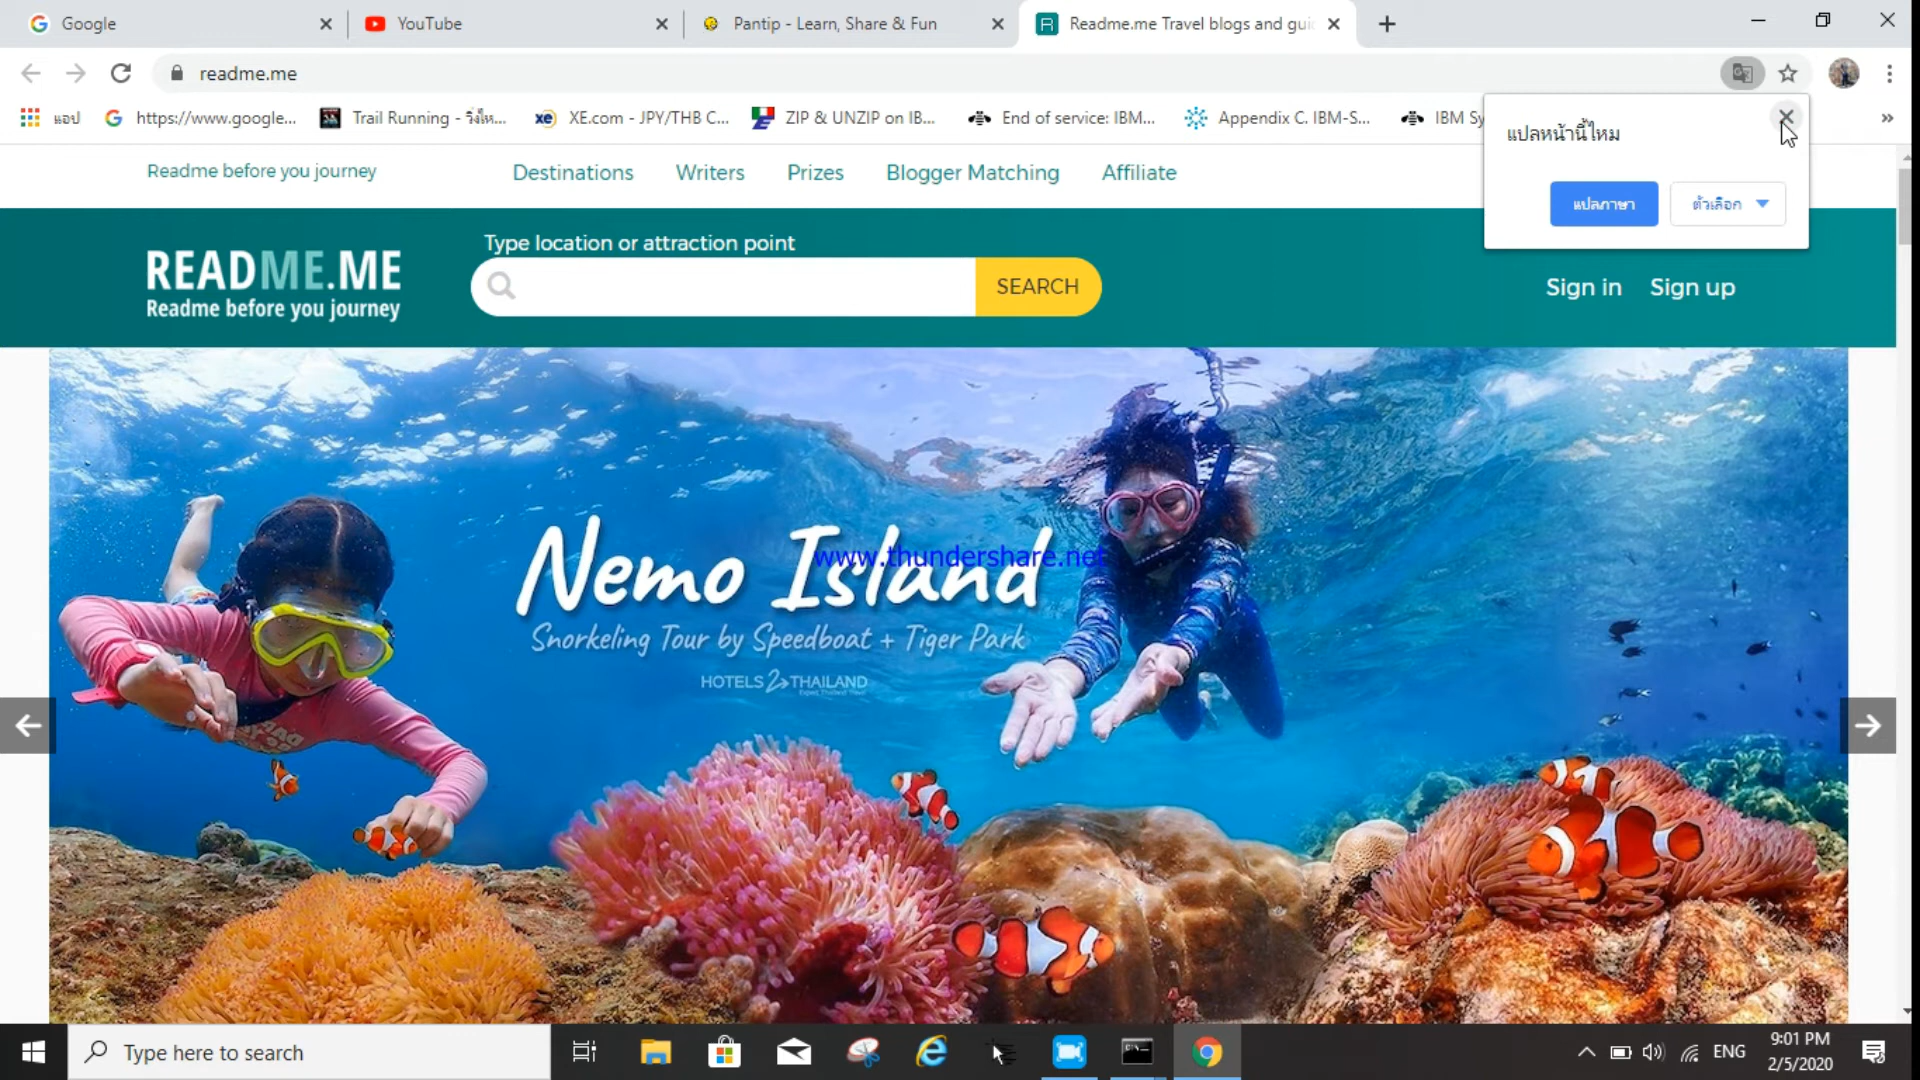 Google
YouTube
Pantip - Learn, Share & Fun
Readme.me Travel blogs and gui
readme.me
แอป
https://www.google...
Trail Running - วิ่งให...
XE.com - JPY/THB C...
ZIP & UNZIP on IB...
End of service: IBM...
Appendix C. IBM-S...
IBM Sy
»
แปลหน้านี้ไหม
แปลภาษา
ตัวเลือก
Readme before you journey
Destinations
Writers
Prizes
Blogger Matching
Affiliate
README.ME
Readme before you journey
Type location or attraction point
SEARCH
Sign in
Sign up
Nemo Island
www.thundershare.net
Snorkeling Tour by Speedboat + Tiger Park
HOTELS2THAILAND
Type here to search
ENG
9:01 PM
2/5/2020